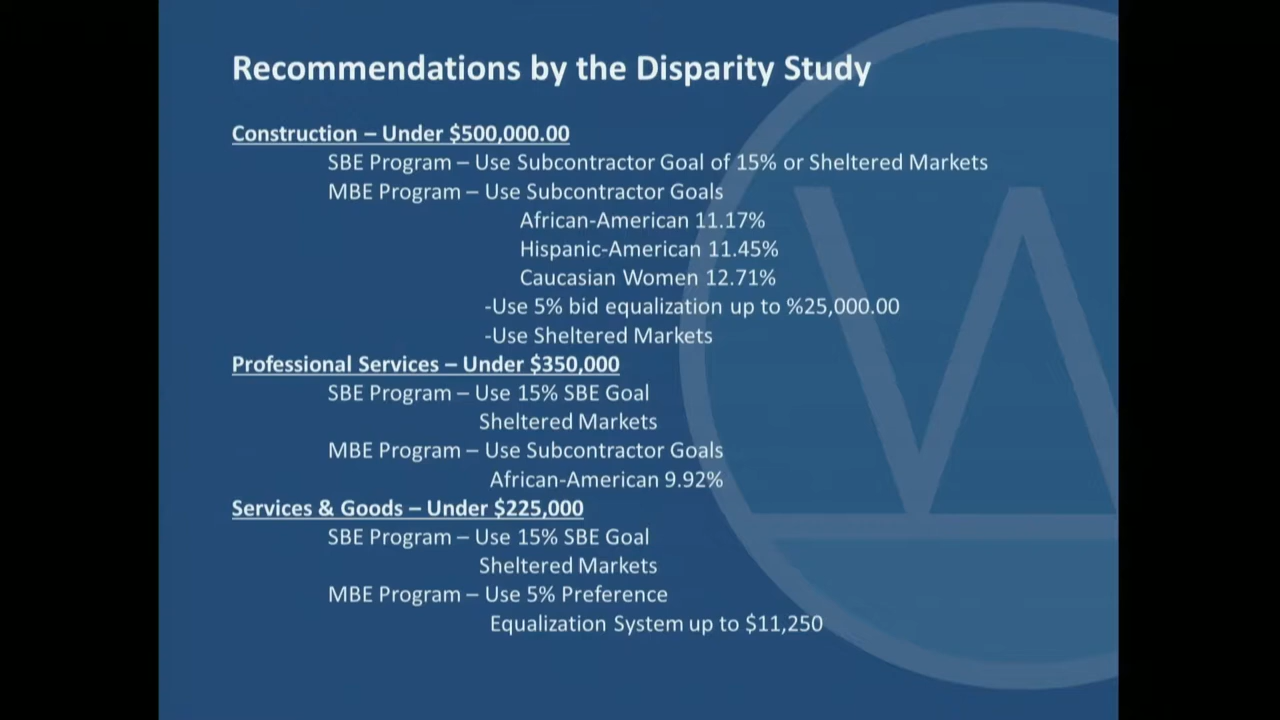 Recommendations by the Disparity Study
Construction – Under $500,000.00
SBE Program – Use Subcontractor Goal of 15% or Sheltered Markets
MBE Program – Use Subcontractor Goals
African-American 11.17%
Hispanic-American 11.45%
Caucasian Women 12.71%
-Use 5% bid equalization up to %25,000.00
-Use Sheltered Markets
Professional Services – Under $350,000
SBE Program – Use 15% SBE Goal
Sheltered Markets
MBE Program – Use Subcontractor Goals
African-American 9.92%
Services & Goods – Under $225,000
SBE Program – Use 15% SBE Goal
Sheltered Markets
MBE Program – Use 5% Preference
Equalization System up to $11,250
W